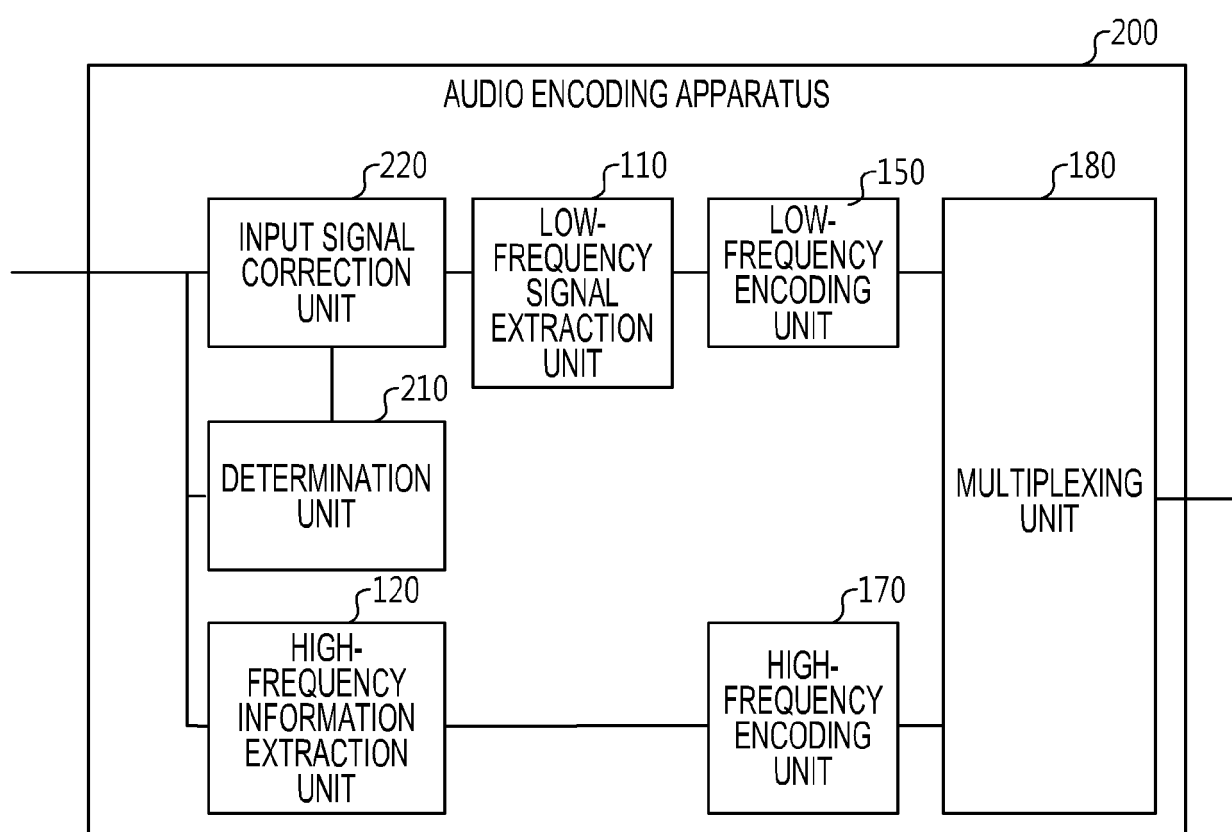 200
AUDIO ENCODING APPARATUS
220
INPUT SIGNAL
CORRECTION
UNIT
110
LOW-
FREQUENCY
SIGNAL
EXTRACTION
UNIT
150
LOW-
FREQUENCY
ENCODING
UNIT
180
MULTIPLEXING
UNIT
210
DETERMINATION
UNIT
120
HIGH-
FREQUENCY
INFORMATION
EXTRACTION
UNIT
170
HIGH-
FREQUENCY
ENCODING
UNIT